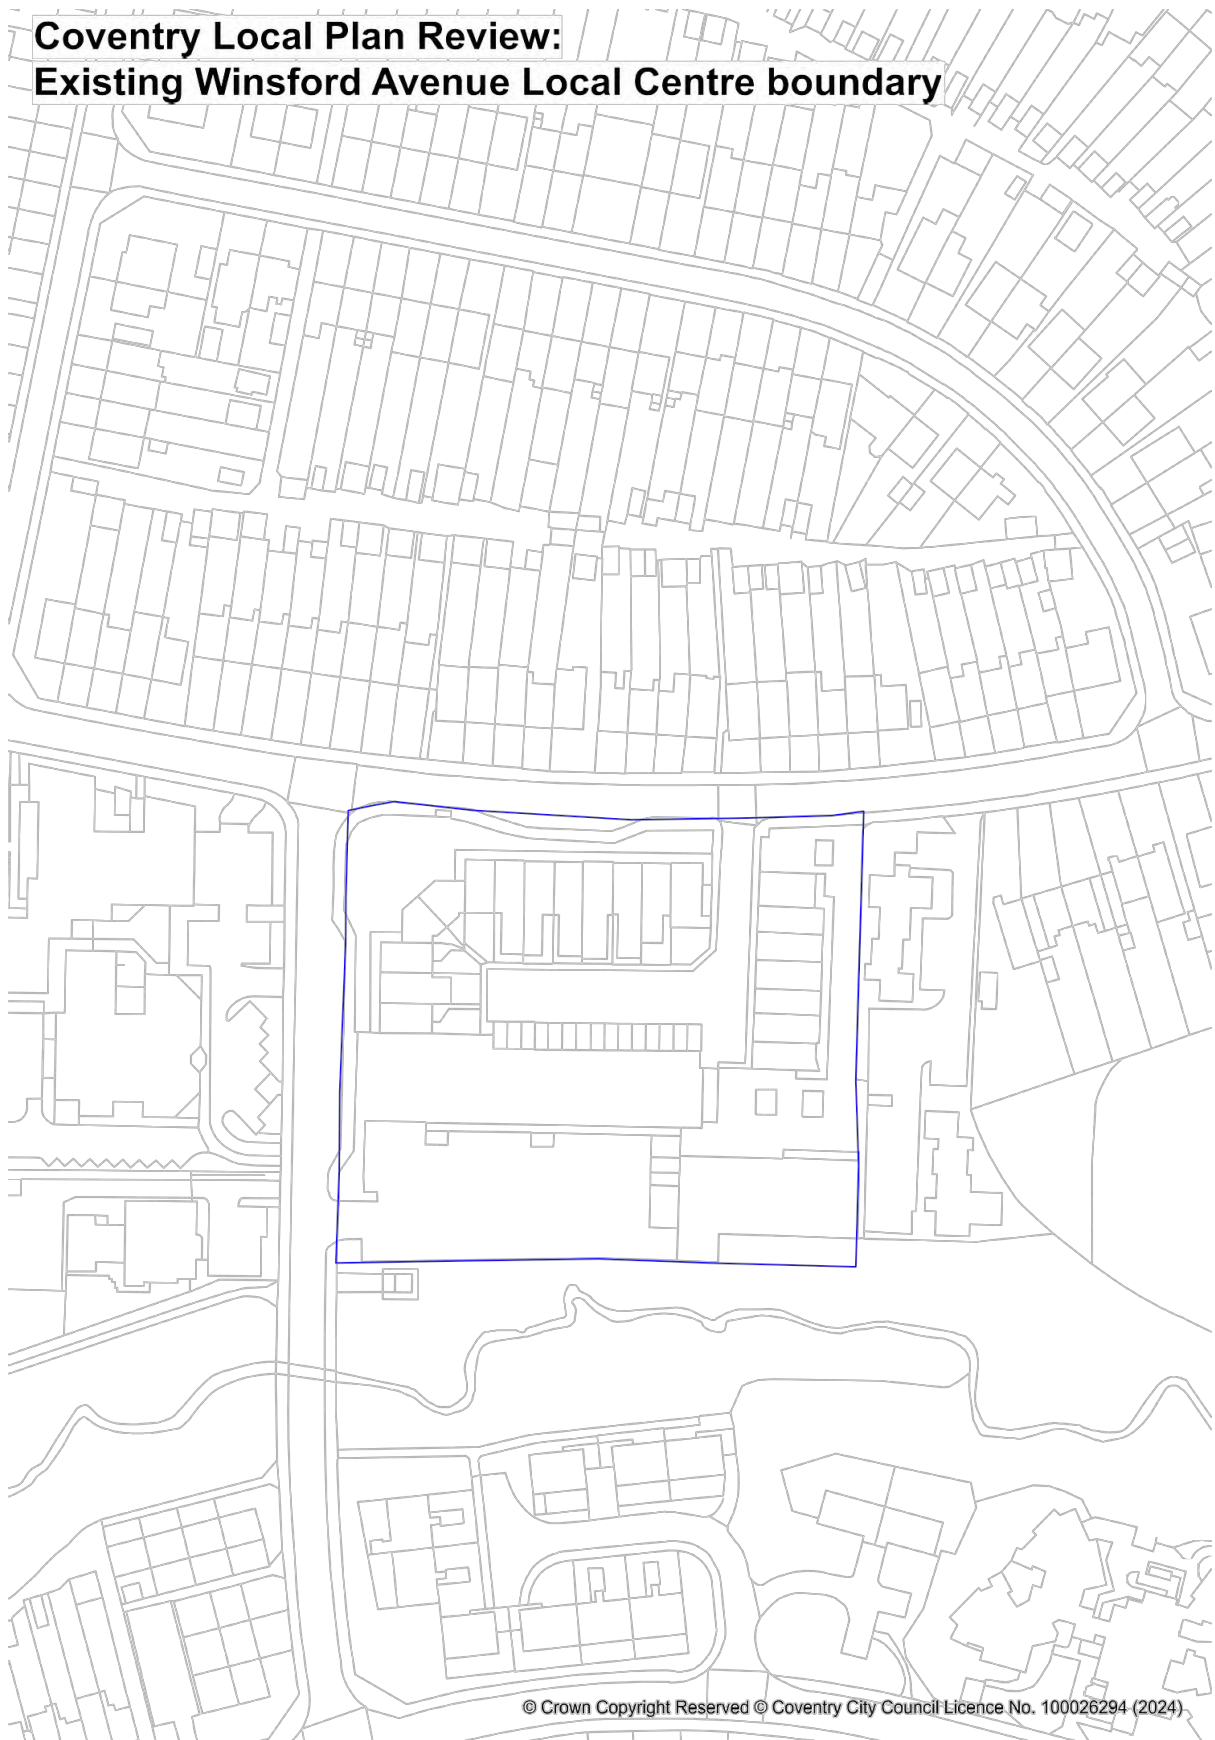 Coventry Local Plan Review:
Existing Winsford Avenue Local Centre boundary
© Crown Copyright Reserved © Coventry City Council Licence No. 100026294 (2024)